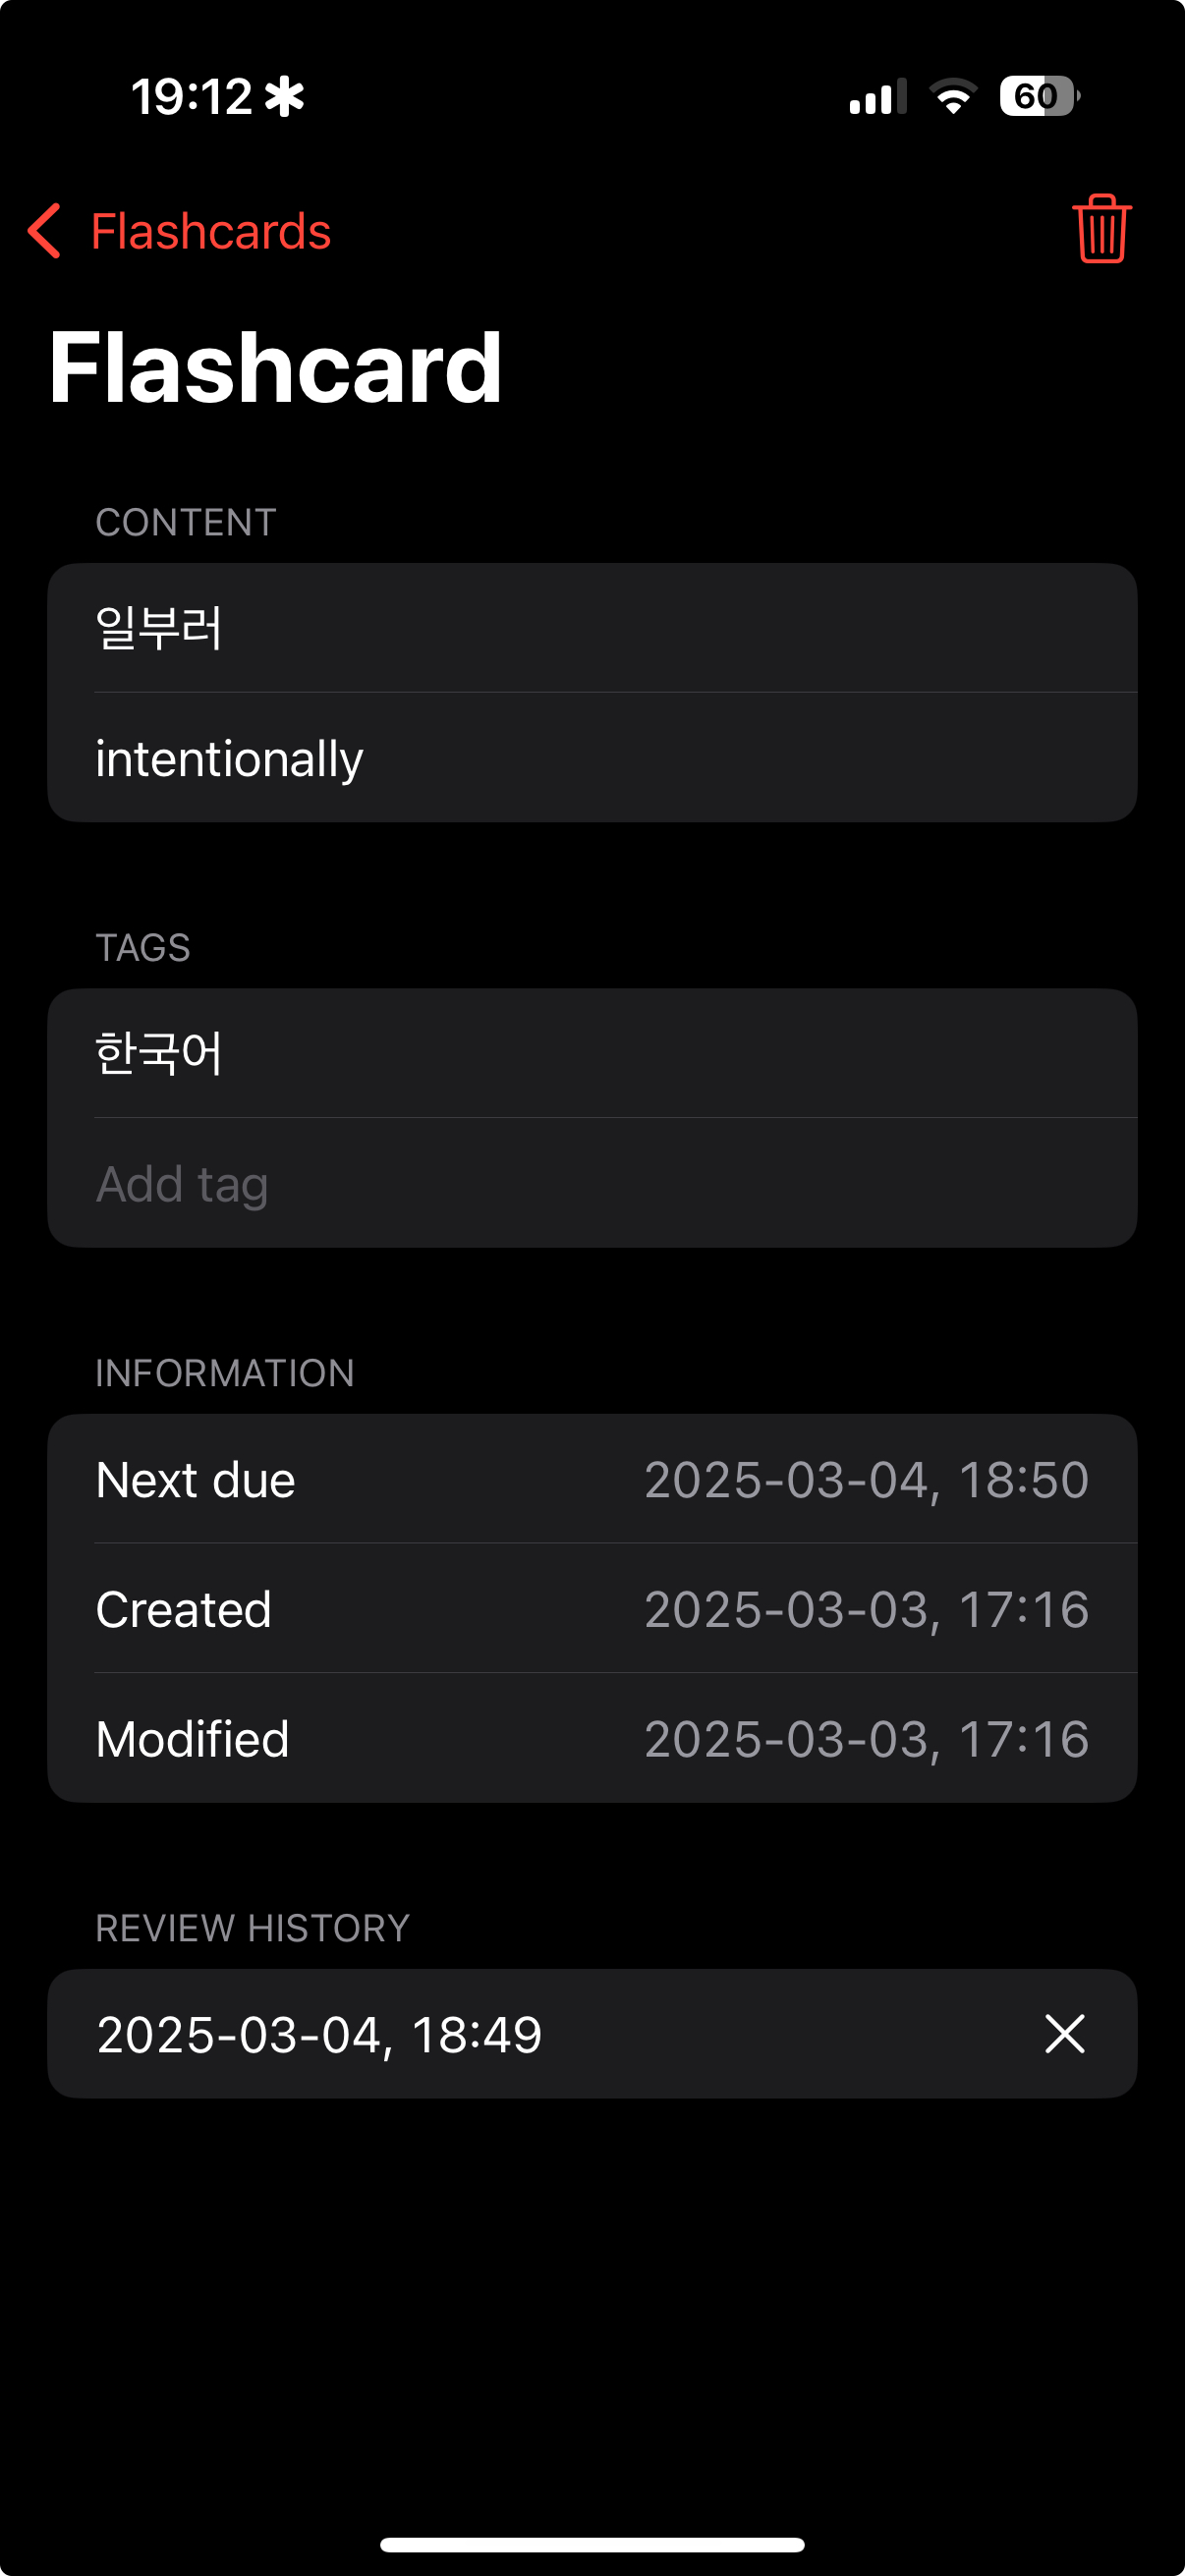 19:12
60
Flashcards
Flashcard
CONTENT
일부러
intentionally
TAGS
한국어
Add tag
INFORMATION
Next due 2025-03-04, 18:50
Created 2025-03-03, 17:16
Modified 2025-03-03, 17:16
REVIEW HISTORY
2025-03-04, 18:49